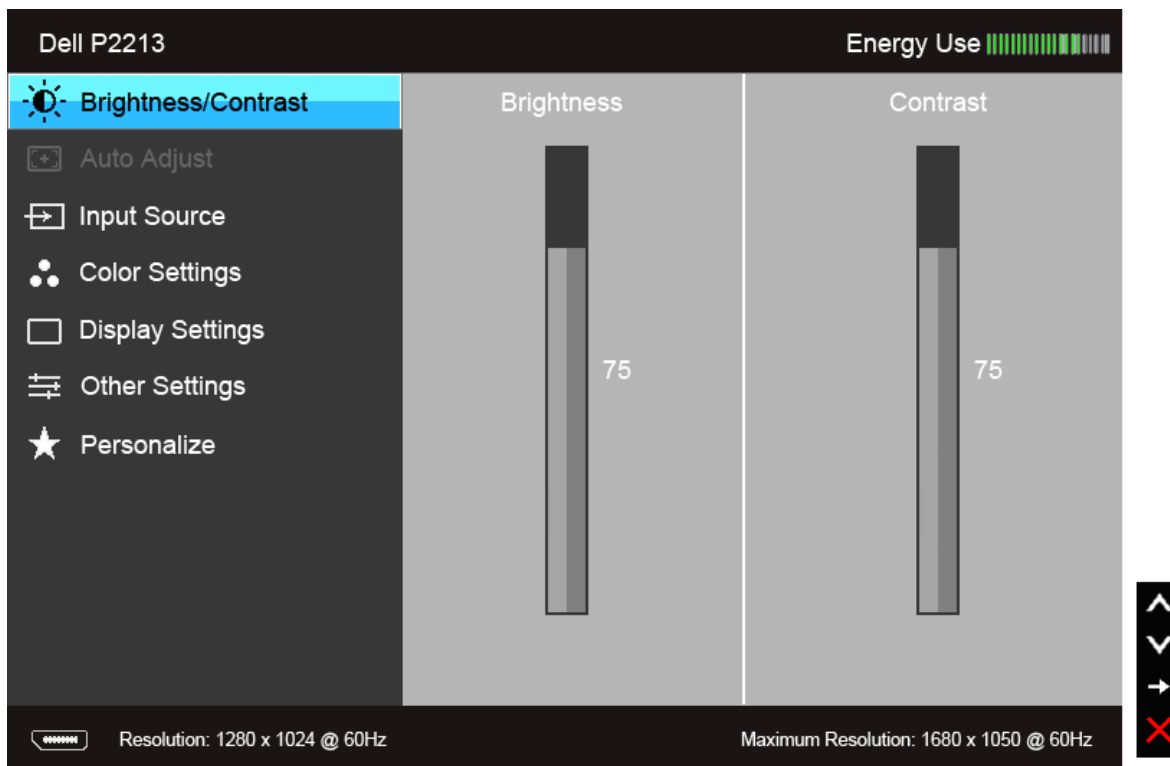 Dell P2213
Energy Use
Brightness/Contrast
Brightness
Contrast
Auto Adjust
Input Source
Color Settings
Display Settings
75
75
Other Settings
Personalize
Resolution: 1280 x 1024 @ 60Hz
Maximum Resolution: 1680 x 1050 @ 60Hz